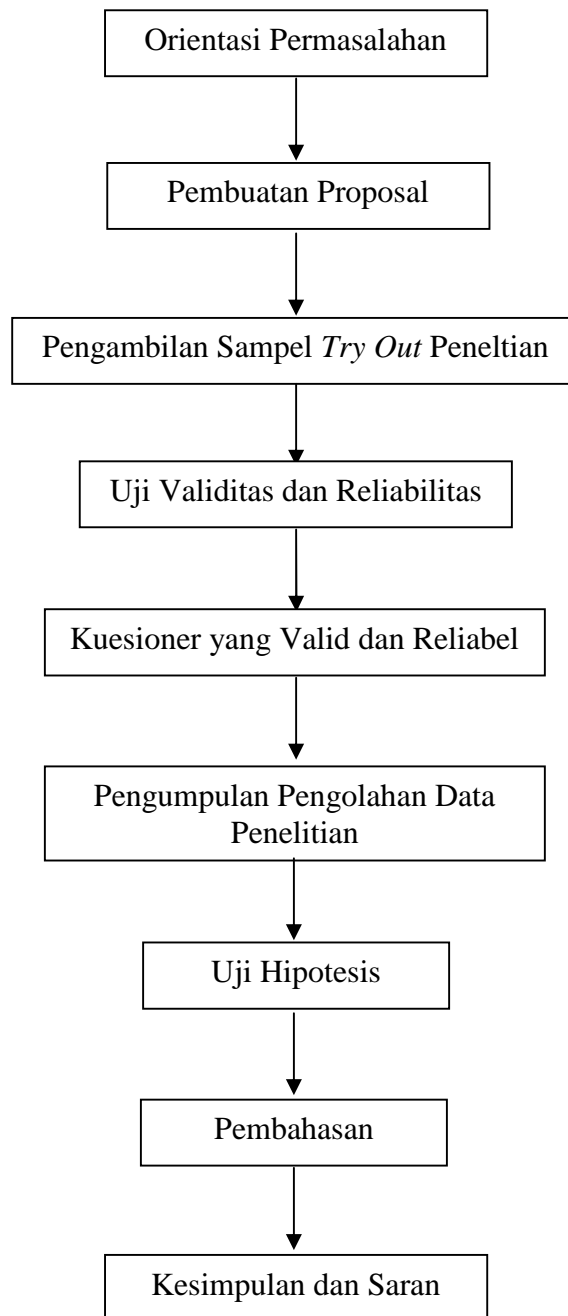 Orientasi Permasalahan
Pembuatan Proposal
Pengambilan Sampel Try Out Peneltian
Uji Validitas dan Reliabilitas
Kuesioner yang Valid dan Reliabel
Pengumpulan Pengolahan Data
Penelitian
Uji Hipotesis
Pembahasan
Kesimpulan dan Saran